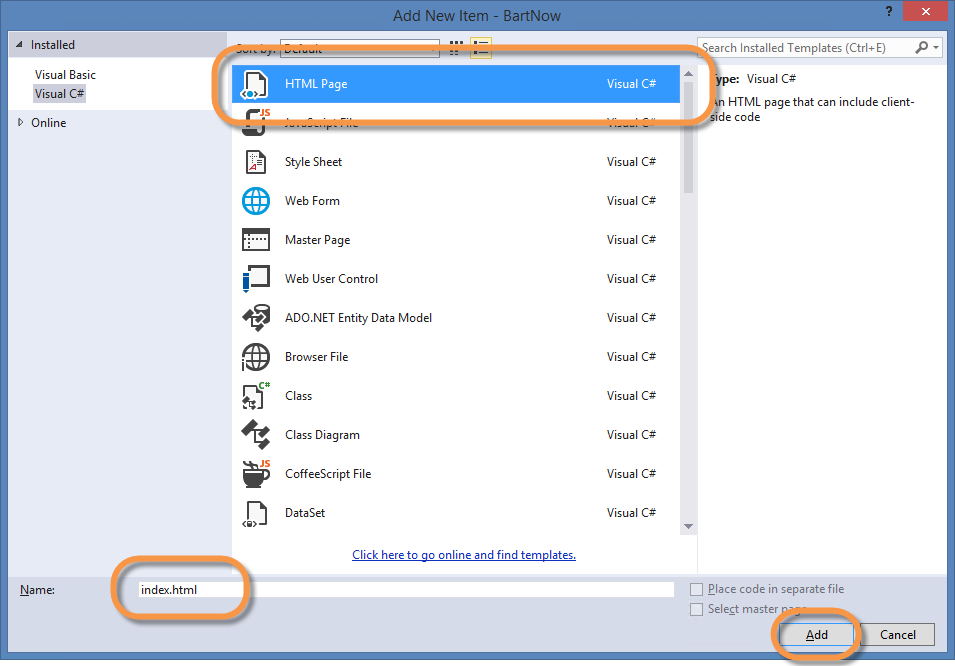 Add New Item - BartNow
?
Installed
Sort by: Default
Search Installed Templates (Ctrl+E)
Visual Basic
Visual C#
Online
HTML Page Visual C#
JavaScript File Visual C#
Style Sheet Visual C#
Web Form Visual C#
Master Page Visual C#
Web User Control Visual C#
ADO.NET Entity Data Model Visual C#
Browser File Visual C#
Class Visual C#
Class Diagram Visual C#
CoffeeScript File Visual C#
DataSet Visual C#
Type: Visual C#
An HTML page that can include client-
side code
Click here to go online and find templates.
Name: index.html
Place code in separate file
Select master page
Add Cancel
JS
C#
JS